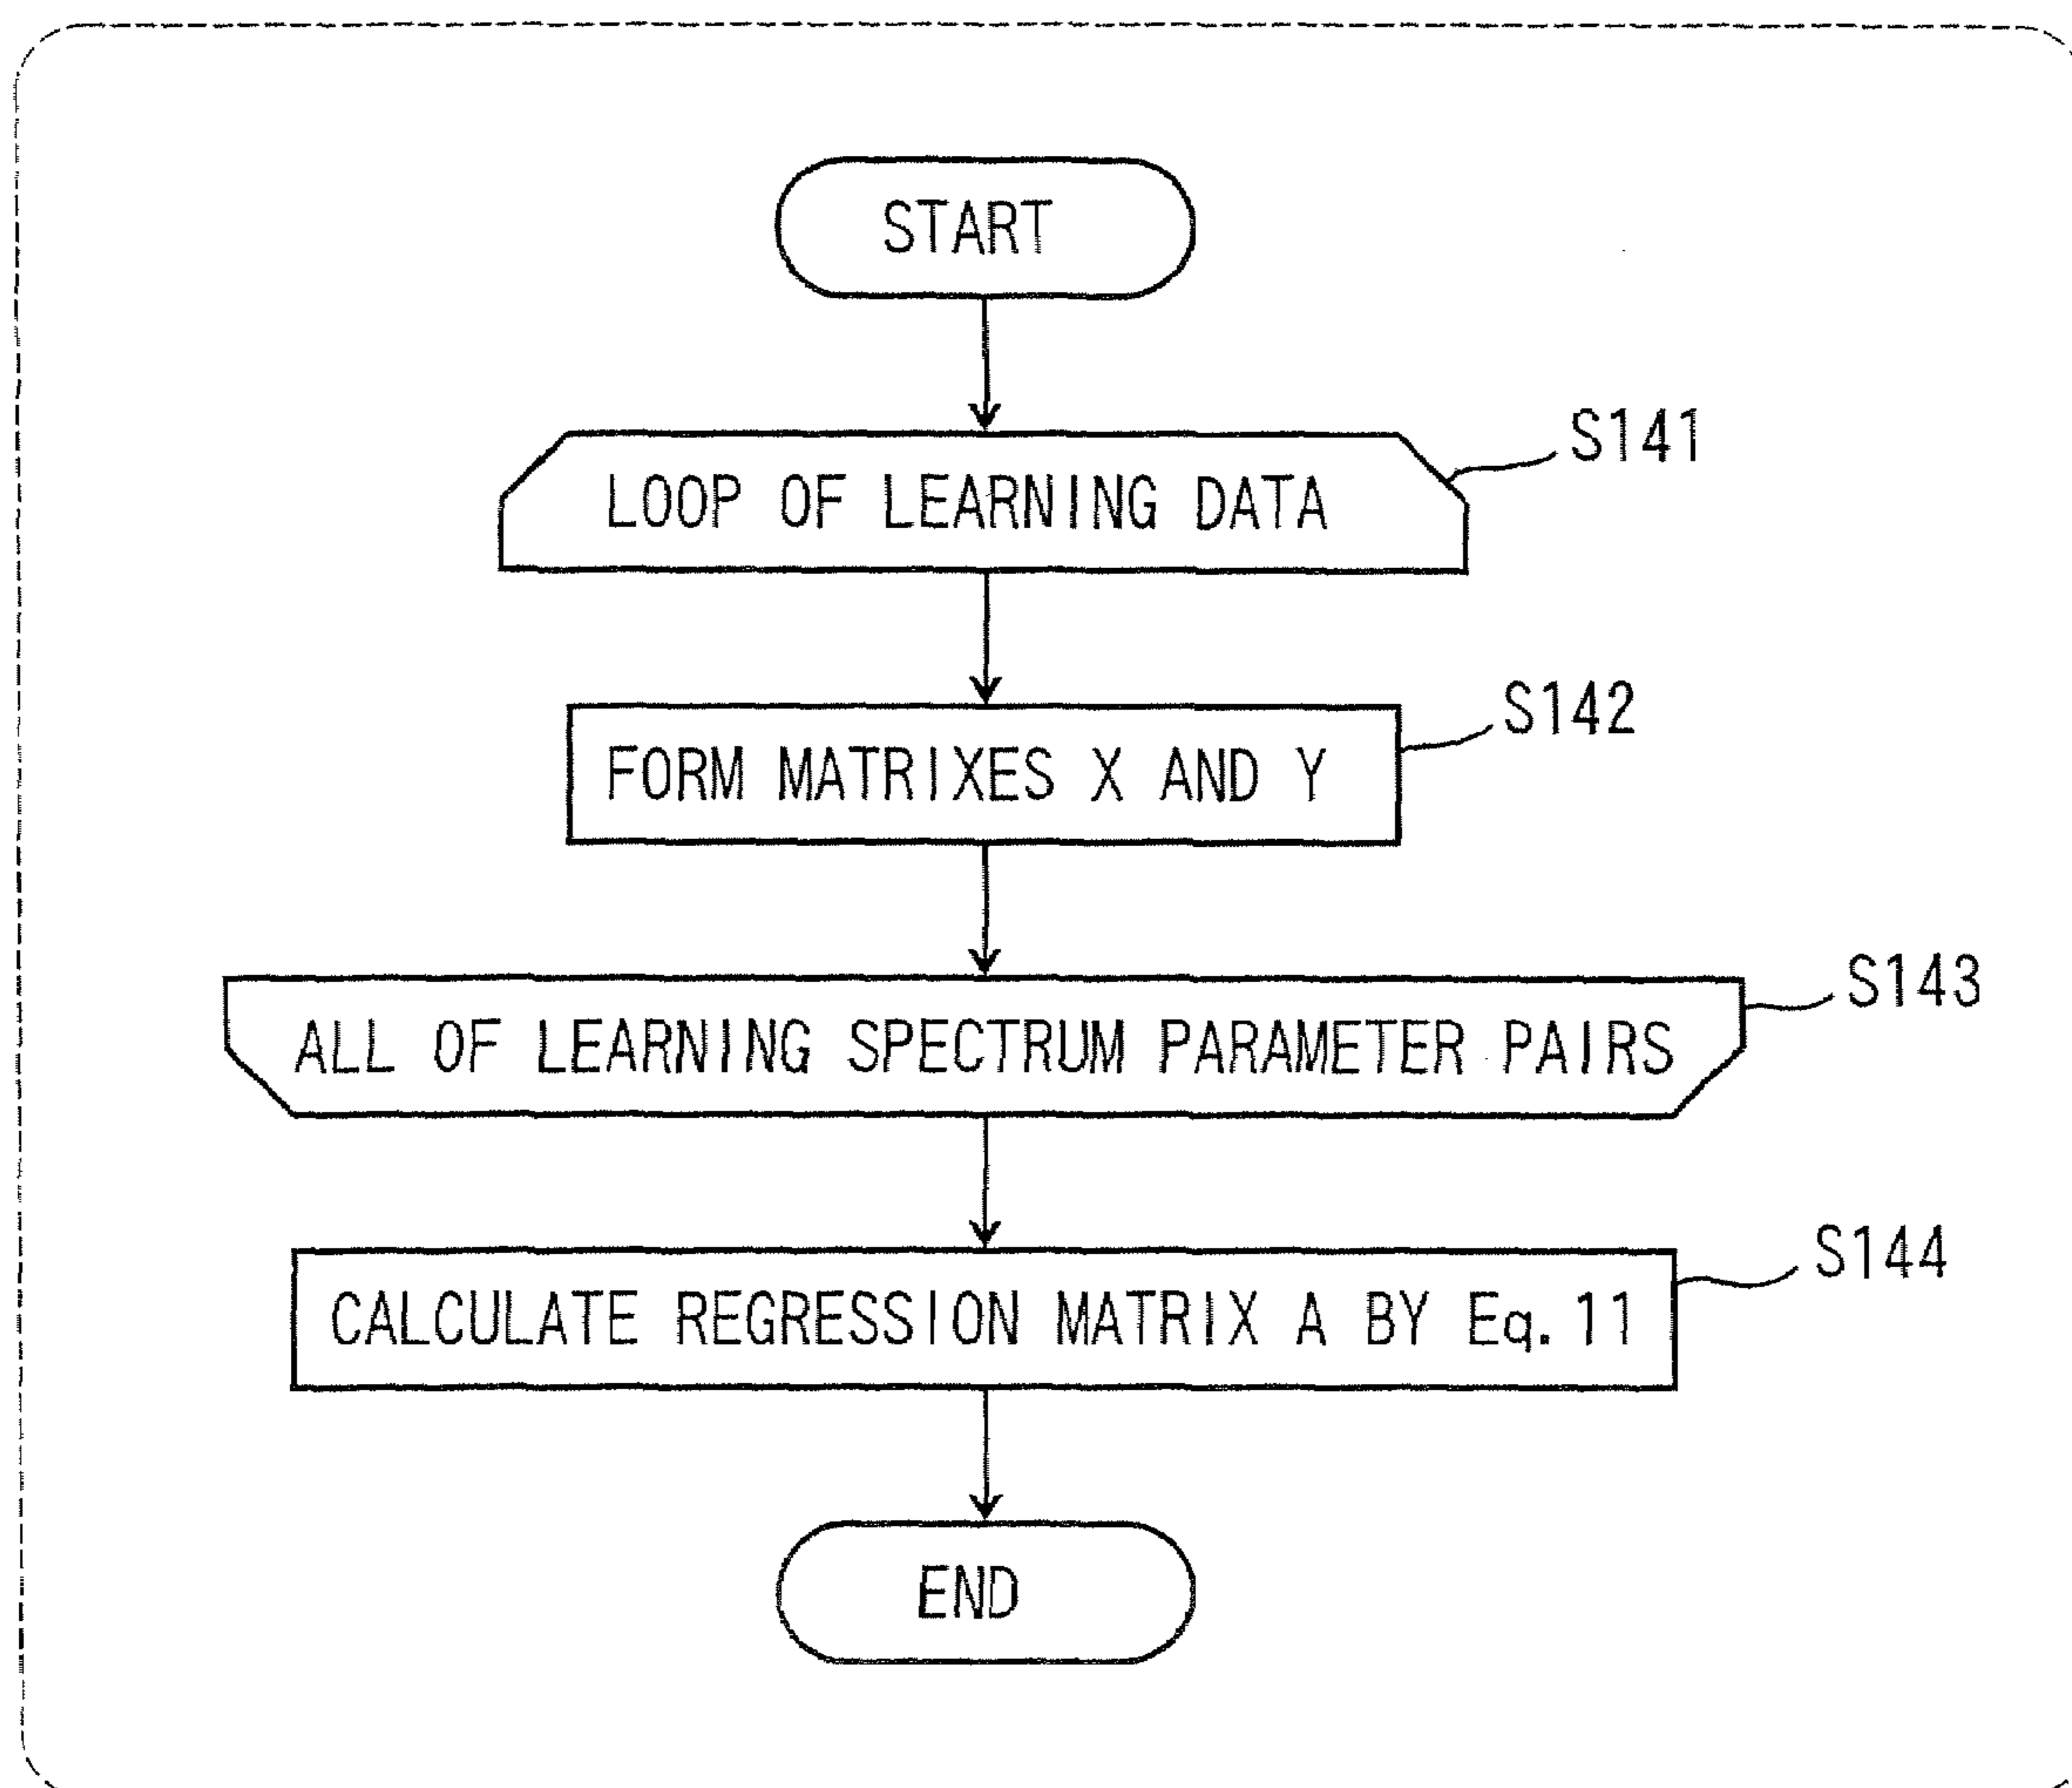 START
S141
LOOP OF LEARNING DATA
S142
FORM MATRIXES X AND Y
S143
ALL OF LEARNING SPECTRUM PARAMETER PAIRS
S144
CALCULATE REGRESSION MATRIX A BY Eq.11
END